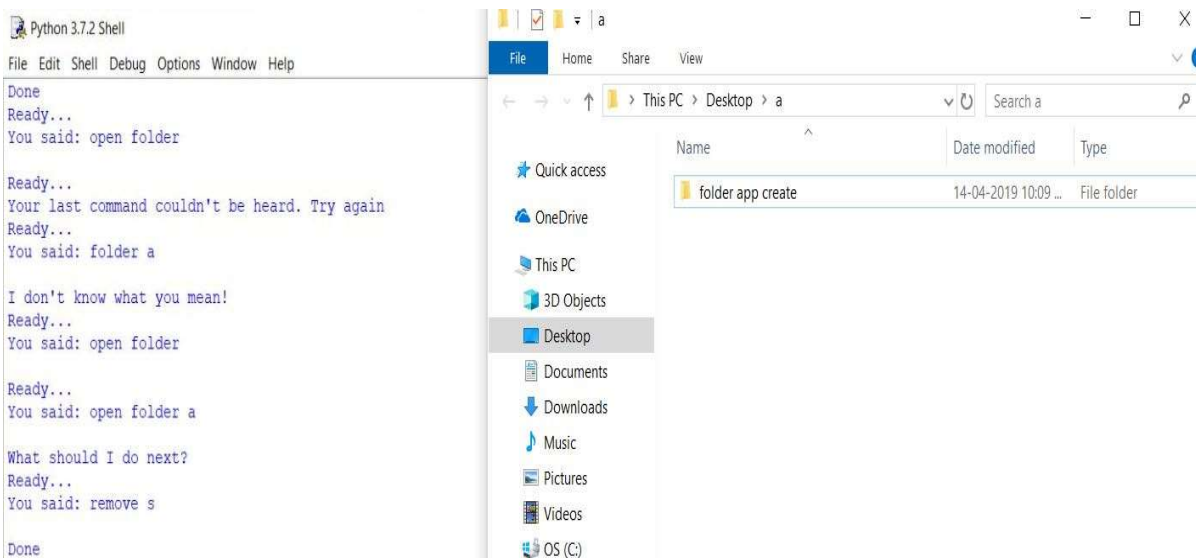 Python 3.7.2 Shell
File Edit Shell Debug Options Window Help
Done
Ready...
You said: open folder
Ready...
Your last command couldn't be heard. Try again
Ready...
You said: folder a
I don't know what you mean!
Ready...
You said: open folder
Ready...
You said: open folder a
What should I do next?
Ready...
You said: remove s
Done
a
File Home Share View
This PC > Desktop > a
Search a
Name Date modified Type
folder app create 14-04-2019 10:09 ... File folder
Quick access
OneDrive
This PC
3D Objects
Desktop
Documents
Downloads
Music
Pictures
Videos
OS (C:)